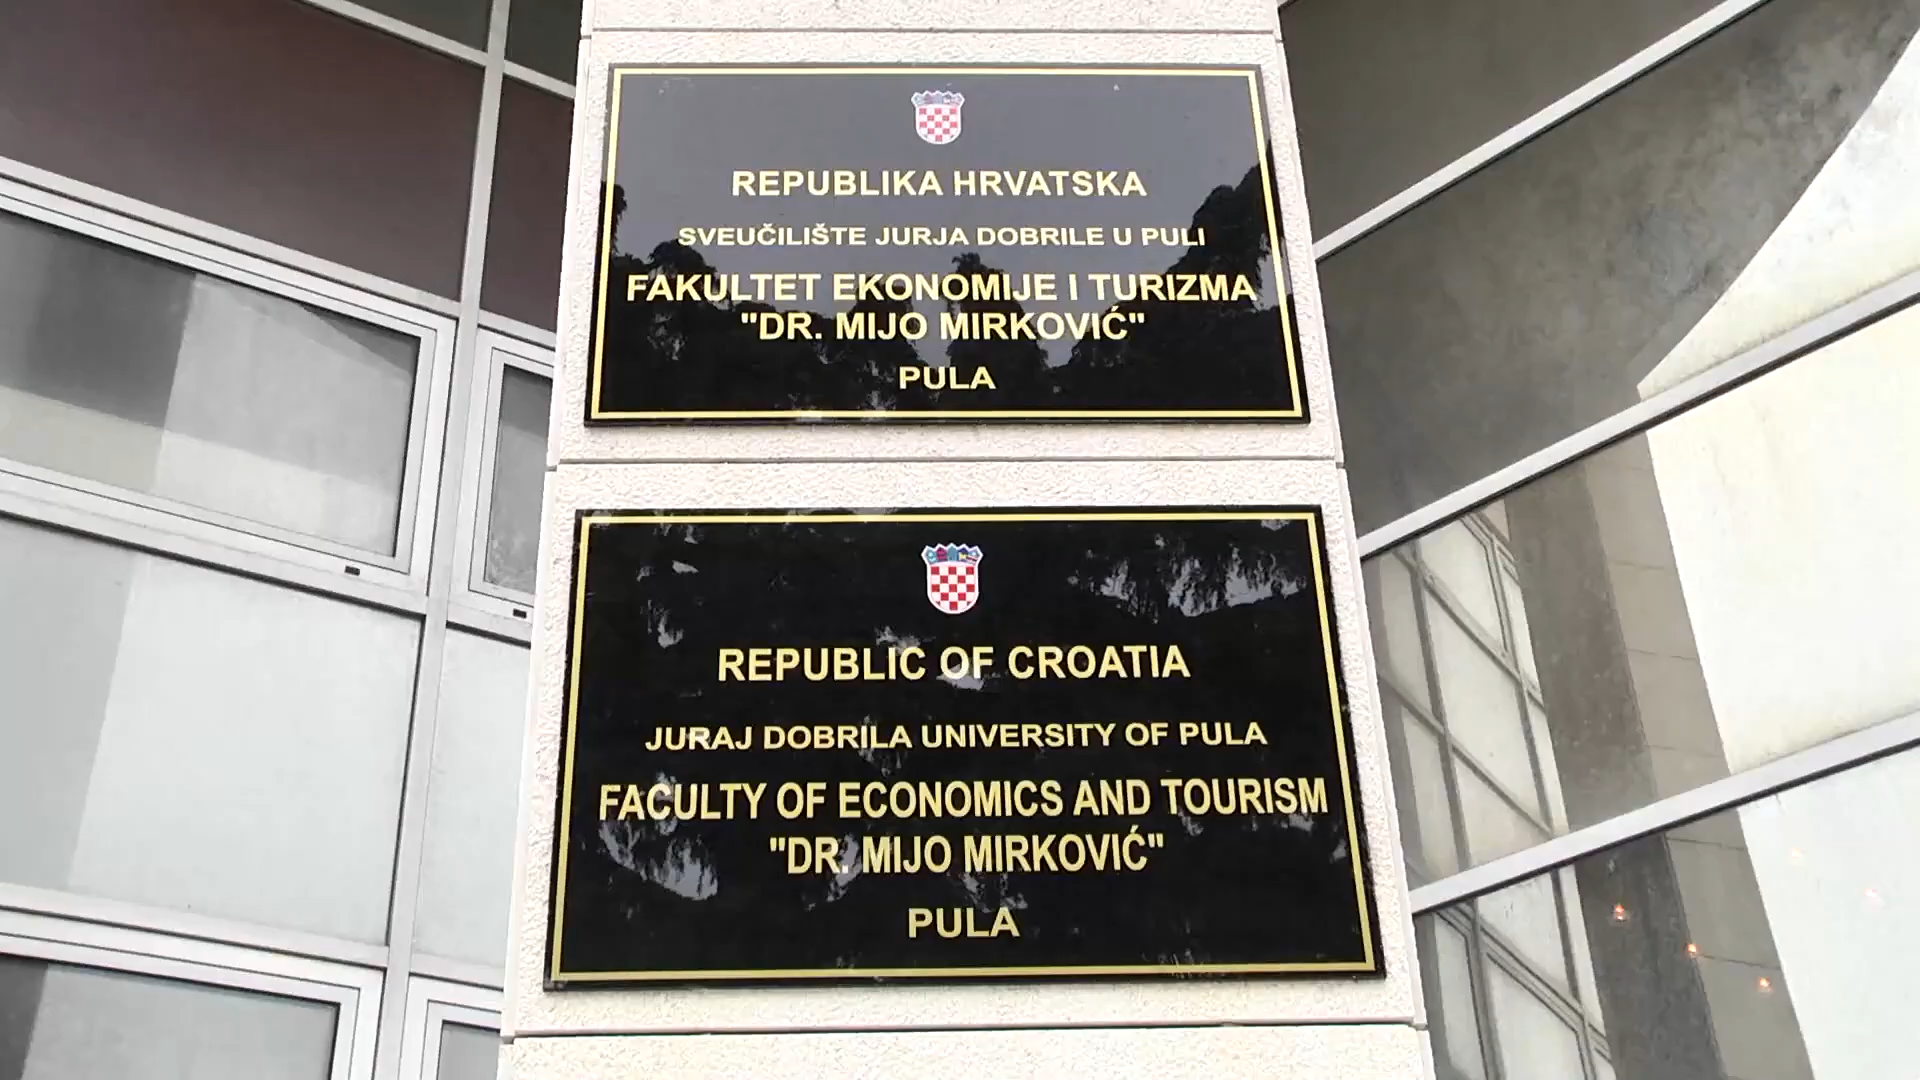 REPUBLIKA HRVATSKA
SVEUČILIŠTE JURJA DOBRILE U PULI
FAKULTET EKONOMIJE I TURIZMA
"DR. MIJO MIRKOVIĆ"
PULA
REPUBLIC OF CROATIA
JURAJ DOBRILA UNIVERSITY OF PULA
FACULTY OF ECONOMICS AND TOURISM
"DR. MIJO MIRKOVIĆ"
PULA